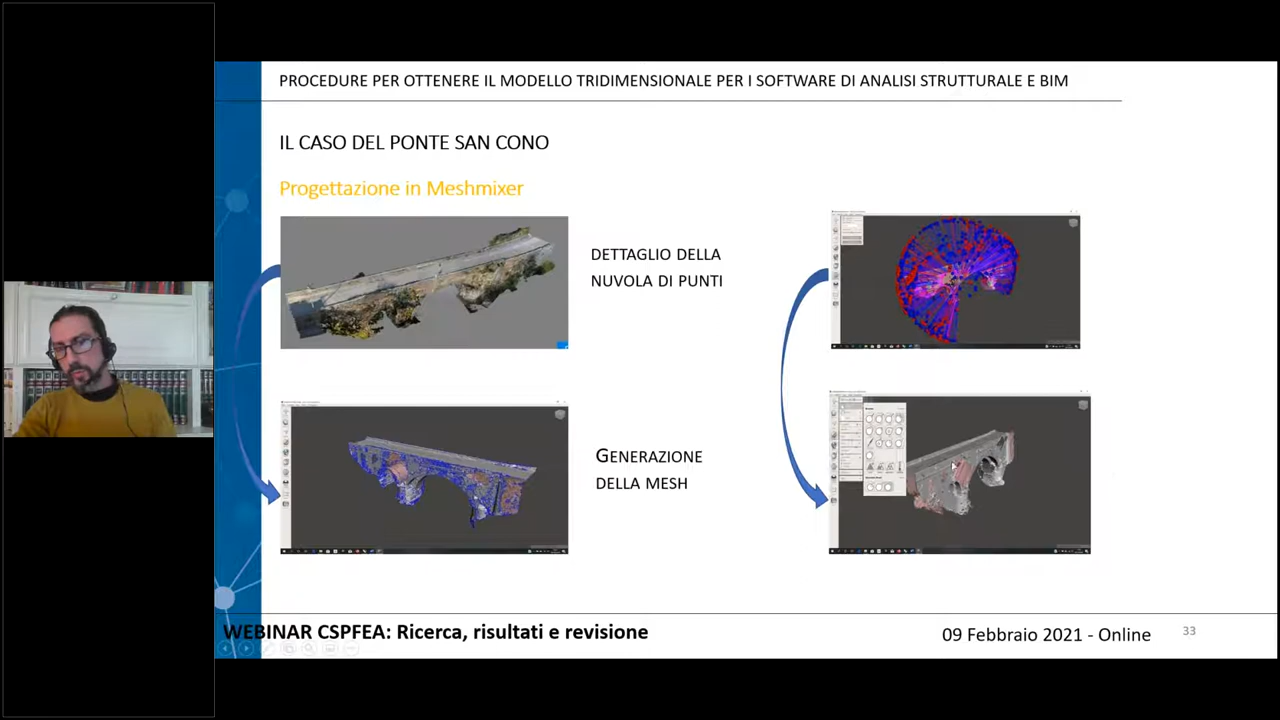 PROCEDURE PER OTTENERE IL MODELLO TRIDIMENSIONALE PER I SOFTWARE DI ANALISI STRUTTURALE E BIM
IL CASO DEL PONTE SAN CONO
Progettazione in Meshmixer
DETTAGLIO DELLA
NUVOLA DI PUNTI
GENERAZIONE
DELLA MESH
WEBINAR CSPFEA: Ricerca, risultati e revisione
09 Febbraio 2021 - Online
33